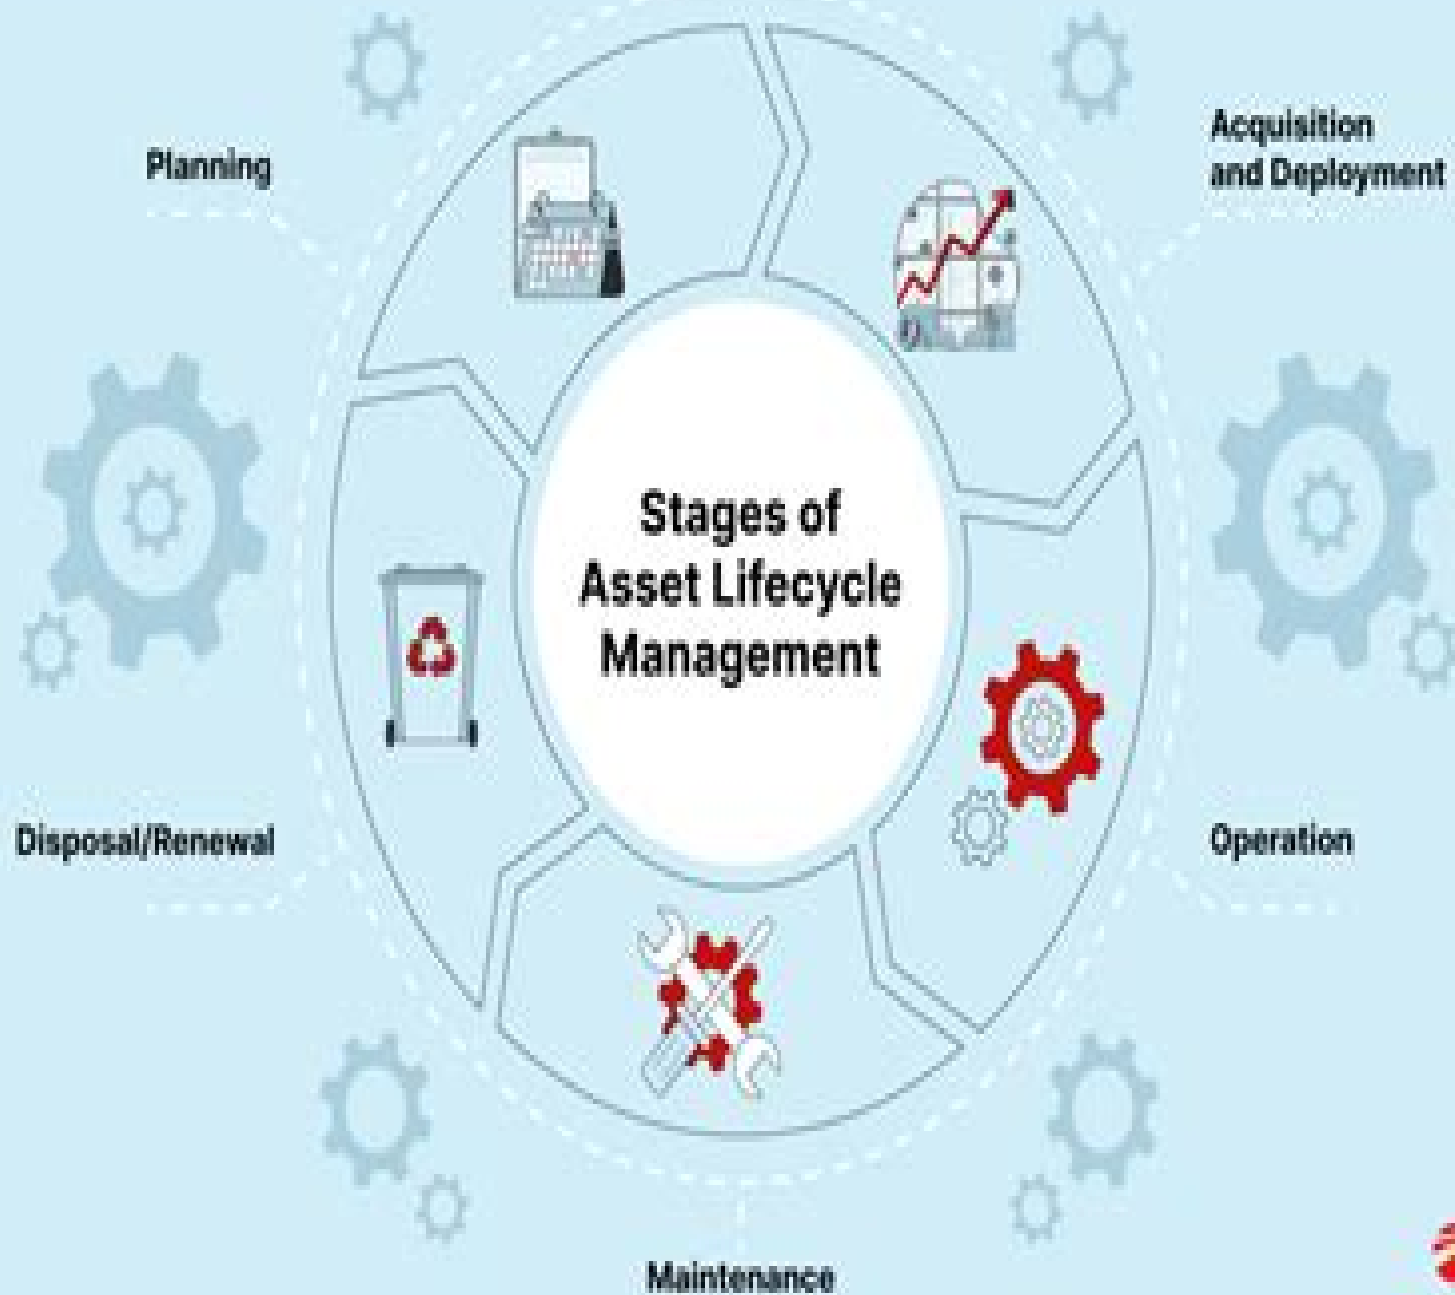 Planning
Acquisition
and Deployment
Stages of
Asset Lifecycle
Management
Disposal/Renewal
Operation
Maintenance